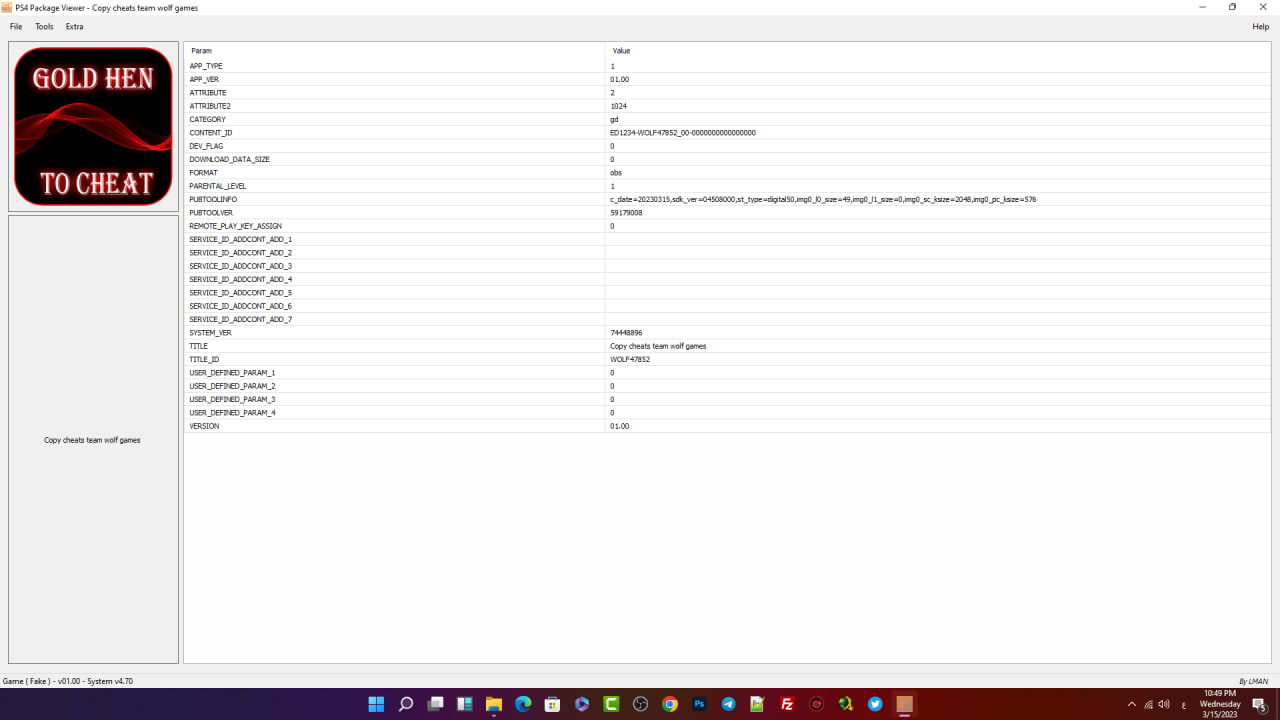 PS4 Package Viewer - Copy cheats team wolf games
File Tools Extra Help
GOLD HEN
TO CHEAT
Copy cheats team wolf games
Param Value
APP_TYPE 1
APP_VER 01.00
ATTRIBUTE 2
ATTRIBUTE2 1024
CATEGORY gd
CONTENT_ID ED1234-WOLF47852_00-0000000000000000
DEV_FLAG 0
DOWNLOAD_DATA_SIZE 0
FORMAT obs
PARENTAL_LEVEL 1
PUBTOOLINFO c_date=20230315,sdk_ver=04508000,st_type=digital50,img0_l0_size=49,img0_l1_size=0,img0_sc_ksize=2048,img0_pc_ksize=576
PUBTOOLVER 59179008
REMOTE_PLAY_KEY_ASSIGN 0
SERVICE_ID_ADDCONT_ADD_1
SERVICE_ID_ADDCONT_ADD_2
SERVICE_ID_ADDCONT_ADD_3
SERVICE_ID_ADDCONT_ADD_4
SERVICE_ID_ADDCONT_ADD_5
SERVICE_ID_ADDCONT_ADD_6
SERVICE_ID_ADDCONT_ADD_7
SYSTEM_VER 74448896
TITLE Copy cheats team wolf games
TITLE_ID WOLF47852
USER_DEFINED_PARAM_1 0
USER_DEFINED_PARAM_2 0
USER_DEFINED_PARAM_3 0
USER_DEFINED_PARAM_4 0
VERSION 01.00
Game ( Fake ) - v01.00 - System v4.70
By LMAN
Ps
Fz
ع
10:49 PM
Wednesday
3/15/2023
5